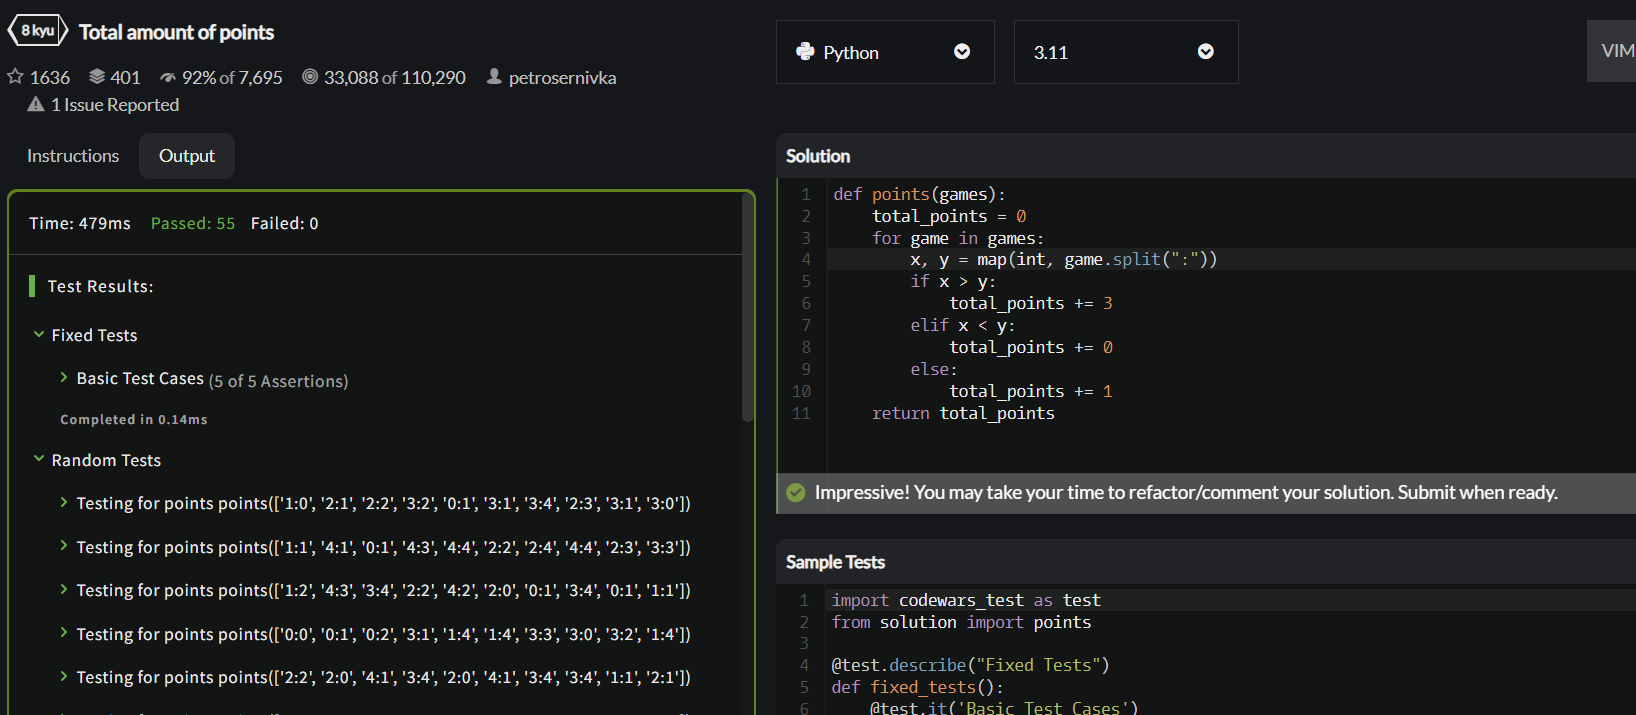 8 kyu Total amount of points
1636 401 92% of 7,695 33,088 of 110,290 petrosernivka
1 Issue Reported
Instructions Output
Time: 479ms Passed: 55 Failed: 0
Test Results:
Fixed Tests
Basic Test Cases (5 of 5 Assertions)
Completed in 0.14ms
Random Tests
Testing for points points(['1:0', '2:1', '2:2', '3:2', '0:1', '3:1', '3:4', '2:3', '3:1', '3:0'])
Testing for points points(['1:1', '4:1', '0:1', '4:3', '4:4', '2:2', '2:4', '4:4', '2:3', '3:3'])
Testing for points points(['1:2', '4:3', '3:4', '2:2', '4:2', '2:0', '0:1', '3:4', '0:1', '1:1'])
Testing for points points(['0:0', '0:1', '0:2', '3:1', '1:4', '1:4', '3:3', '3:0', '3:2', '1:4'])
Testing for points points(['2:2', '2:0', '4:1', '3:4', '2:0', '4:1', '3:4', '3:4', '1:1', '2:1'])
Python 3.11 VIM
Solution
1 def points(games):
2     total_points = 0
3     for game in games:
4         x, y = map(int, game.split(":"))
5         if x > y:
6             total_points += 3
7         elif x < y:
8             total_points += 0
9         else:
10             total_points += 1
11     return total_points
Impressive! You may take your time to refactor/comment your solution. Submit when ready.
Sample Tests
1 import codewars_test as test
2 from solution import points
3
4 @test.describe("Fixed Tests")
5 def fixed_tests():
6     @test.it('Basic Test Cases')